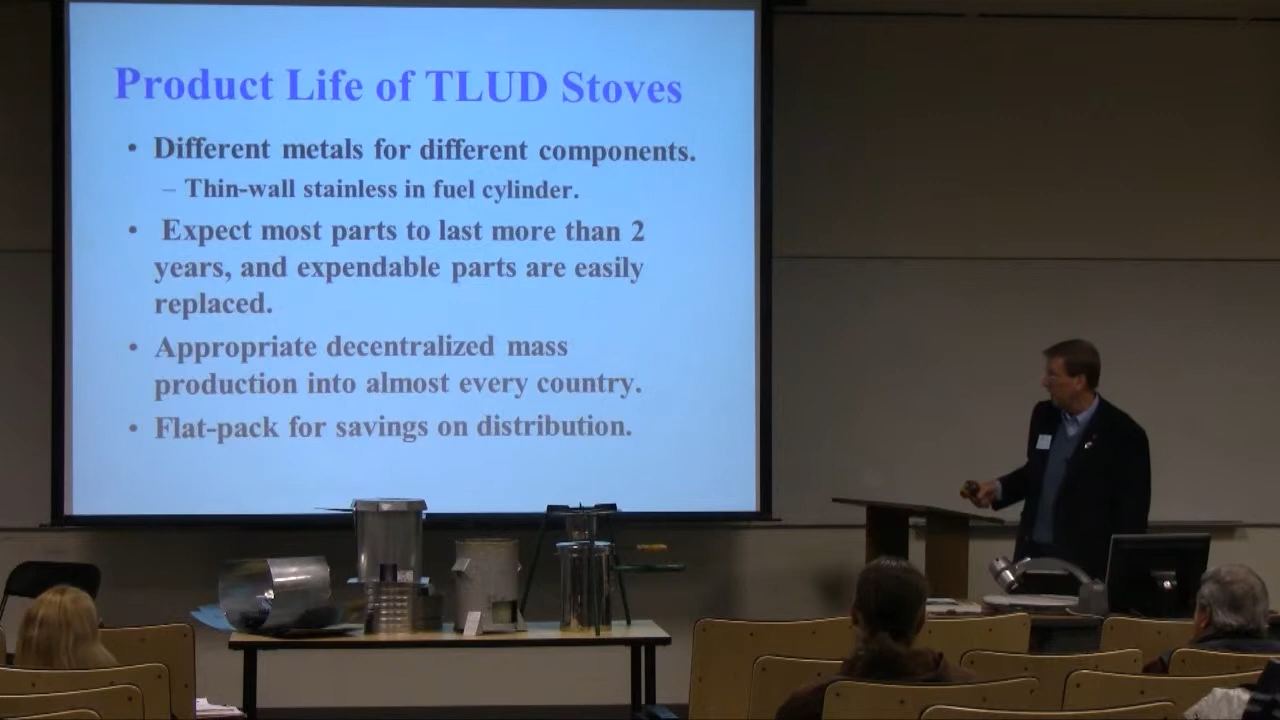 Product Life of TLUD Stoves
• Different metals for different components.
– Thin-wall stainless in fuel cylinder.
• Expect most parts to last more than 2
years, and expendable parts are easily
replaced.
• Appropriate decentralized mass
production into almost every country.
• Flat-pack for savings on distribution.